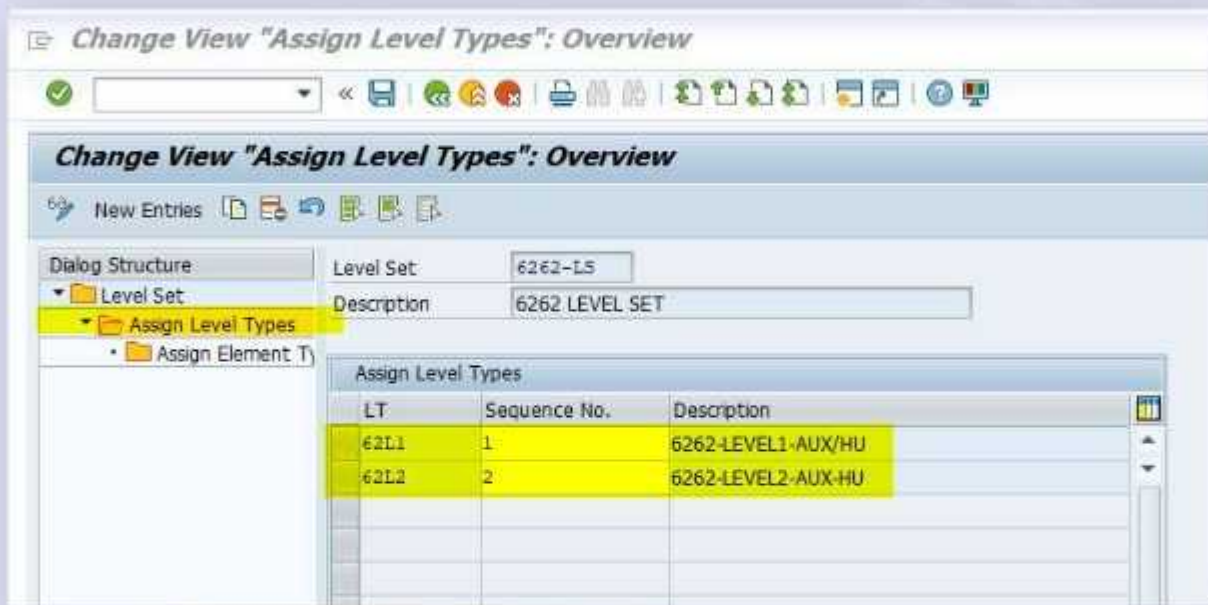 Change View "Assign Level Types": Overview
Change View "Assign Level Types": Overview
New Entries
Dialog Structure
Level Set
Assign Level Types
Assign Element Ty
Level Set 6262-LS
Description 6262 LEVEL SET
Assign Level Types
LT Sequence No. Description
62L1 1 6262-LEVEL1-AUX/HU
62L2 2 6262-LEVEL2-AUX-HU